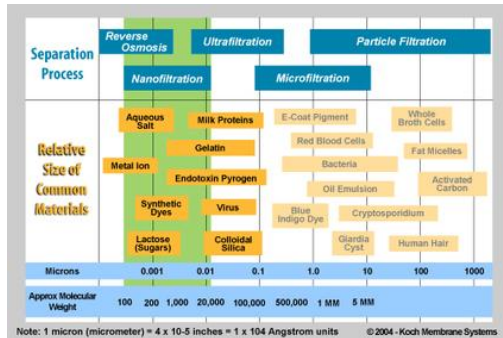 Separation
Process
Reverse
Osmosis
Ultrafiltration
Particle Filtration
Nanofiltration
Microfiltration
Relative
Size of
Common
Materials
Aqueous
Salt
Milk Proteins
E-Coat Pigment
Whole
Broth Cells
Gelatin
Red Blood Cells
Fat Micelles
Metal ion
Bacteria
Endotoxin Pyrogen
Oil Emulsion
Activated
Carbon
Synthetic
Dyes
Virus
Blue
Indigo Dye
Cryptosporidium
Lactose
(Sugars)
Colloidal
Silica
Giardia
Cyst
Human Hair
Microns 0.001 0.01 0.1 1.0 10 100 500
Approx Molecular
Weight
100 200 1,000 20,000 100,000 500,000 1 MM 5 MM
Note: 1 micron (micrometer) = 4 x 10-5 inches = 1 x 104 Angstrom units
©2004 - Koch Membrane Systems